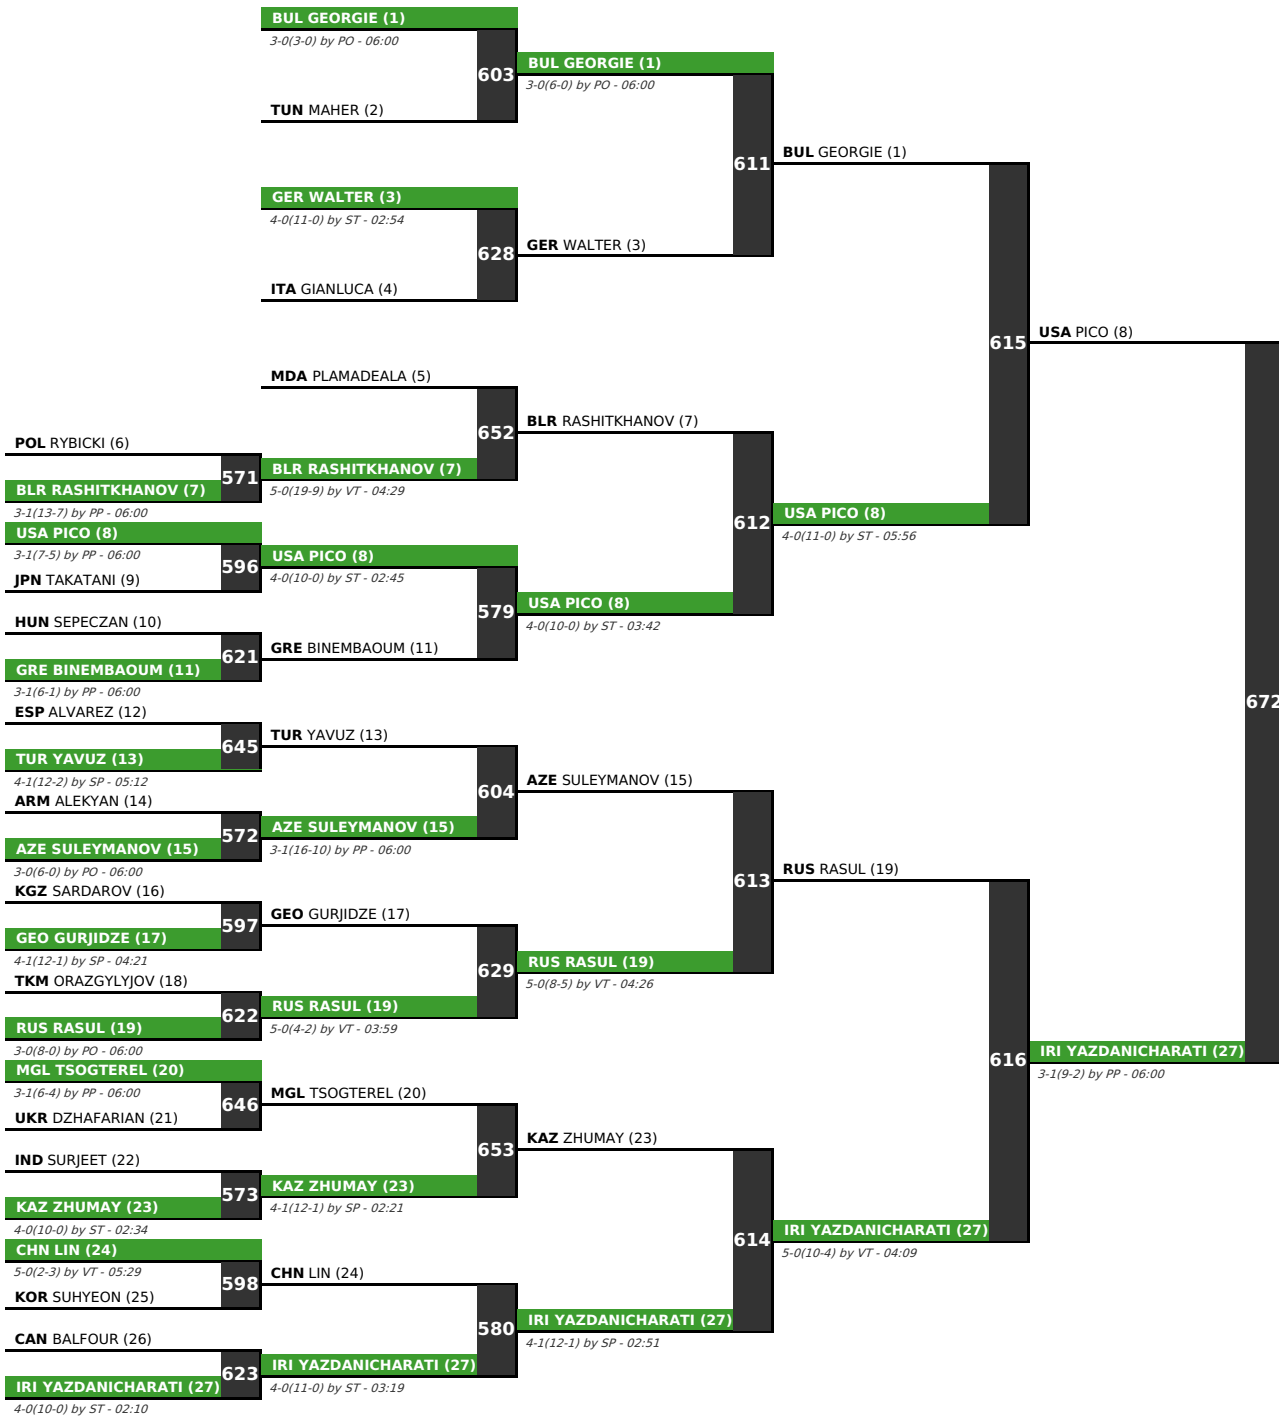 BUL GEORGIE (1)
3-0(3-0) by PO - 06:00
603
TUN MAHER (2)
BUL GEORGIE (1)
3-0(6-0) by PO - 06:00
611
GER WALTER (3)
4-0(11-0) by ST - 02:54
628
ITA GIANLUCA (4)
GER WALTER (3)
BUL GEORGIE (1)
615
USA PICO (8)
MDA PLAMADEALA (5)
652
POL RYBICKI (6)
571
BLR RASHITKHANOV (7)
3-1(13-7) by PP - 06:00
BLR RASHITKHANOV (7)
5-0(19-9) by VT - 04:29
BLR RASHITKHANOV (7)
612
USA PICO (8)
4-0(11-0) by ST - 05:56
USA PICO (8)
3-1(7-5) by PP - 06:00
596
JPN TAKATANI (9)
USA PICO (8)
4-0(10-0) by ST - 02:45
579
USA PICO (8)
4-0(10-0) by ST - 03:42
HUN SEPECZAN (10)
621
GRE BINEMBAOUM (11)
3-1(6-1) by PP - 06:00
GRE BINEMBAOUM (11)
672
ESP ALVAREZ (12)
645
TUR YAVUZ (13)
4-1(12-2) by SP - 05:12
TUR YAVUZ (13)
604
AZE SULEYMANOV (15)
ARM ALEKYAN (14)
572
AZE SULEYMANOV (15)
3-0(6-0) by PO - 06:00
AZE SULEYMANOV (15)
3-1(16-10) by PP - 06:00
613
RUS RASUL (19)
KGZ SARDAROV (16)
597
GEO GURJIDZE (17)
4-1(12-1) by SP - 04:21
GEO GURJIDZE (17)
629
RUS RASUL (19)
5-0(8-5) by VT - 04:26
TKM ORAZGYLYJOV (18)
622
RUS RASUL (19)
3-0(8-0) by PO - 06:00
RUS RASUL (19)
5-0(4-2) by VT - 03:59
616
IRI YAZDANICHARATI (27)
3-1(9-2) by PP - 06:00
MGL TSOGTEREL (20)
3-1(6-4) by PP - 06:00
646
UKR DZHAFARIAN (21)
MGL TSOGTEREL (20)
653
KAZ ZHUMAY (23)
IND SURJEET (22)
573
KAZ ZHUMAY (23)
4-0(10-0) by ST - 02:34
KAZ ZHUMAY (23)
4-1(12-1) by SP - 02:21
614
IRI YAZDANICHARATI (27)
5-0(10-4) by VT - 04:09
CHN LIN (24)
5-0(2-3) by VT - 05:29
598
KOR SUHYEON (25)
CHN LIN (24)
580
IRI YAZDANICHARATI (27)
4-1(12-1) by SP - 02:51
CAN BALFOUR (26)
623
IRI YAZDANICHARATI (27)
4-0(10-0) by ST - 02:10
IRI YAZDANICHARATI (27)
4-0(11-0) by ST - 03:19